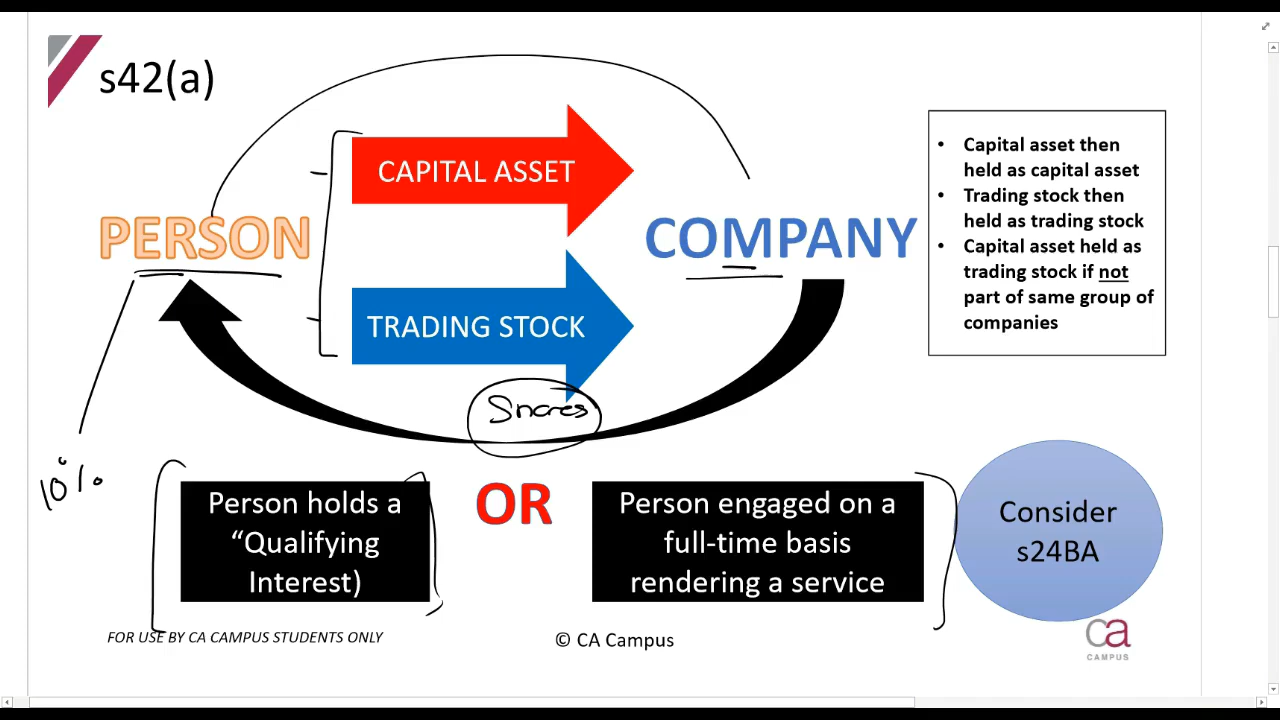 s42(a)
CAPITAL ASSET
PERSON
COMPANY
TRADING STOCK
• Capital asset then
held as capital asset
• Trading stock then
held as trading stock
• Capital asset held as
trading stock if not
part of same group of
companies
Shares
10%
Person holds a
“Qualifying
Interest)
OR
Person engaged on a
full-time basis
rendering a service
Consider
s24BA
FOR USE BY CA CAMPUS STUDENTS ONLY
© CA Campus
ca
CAMPUS